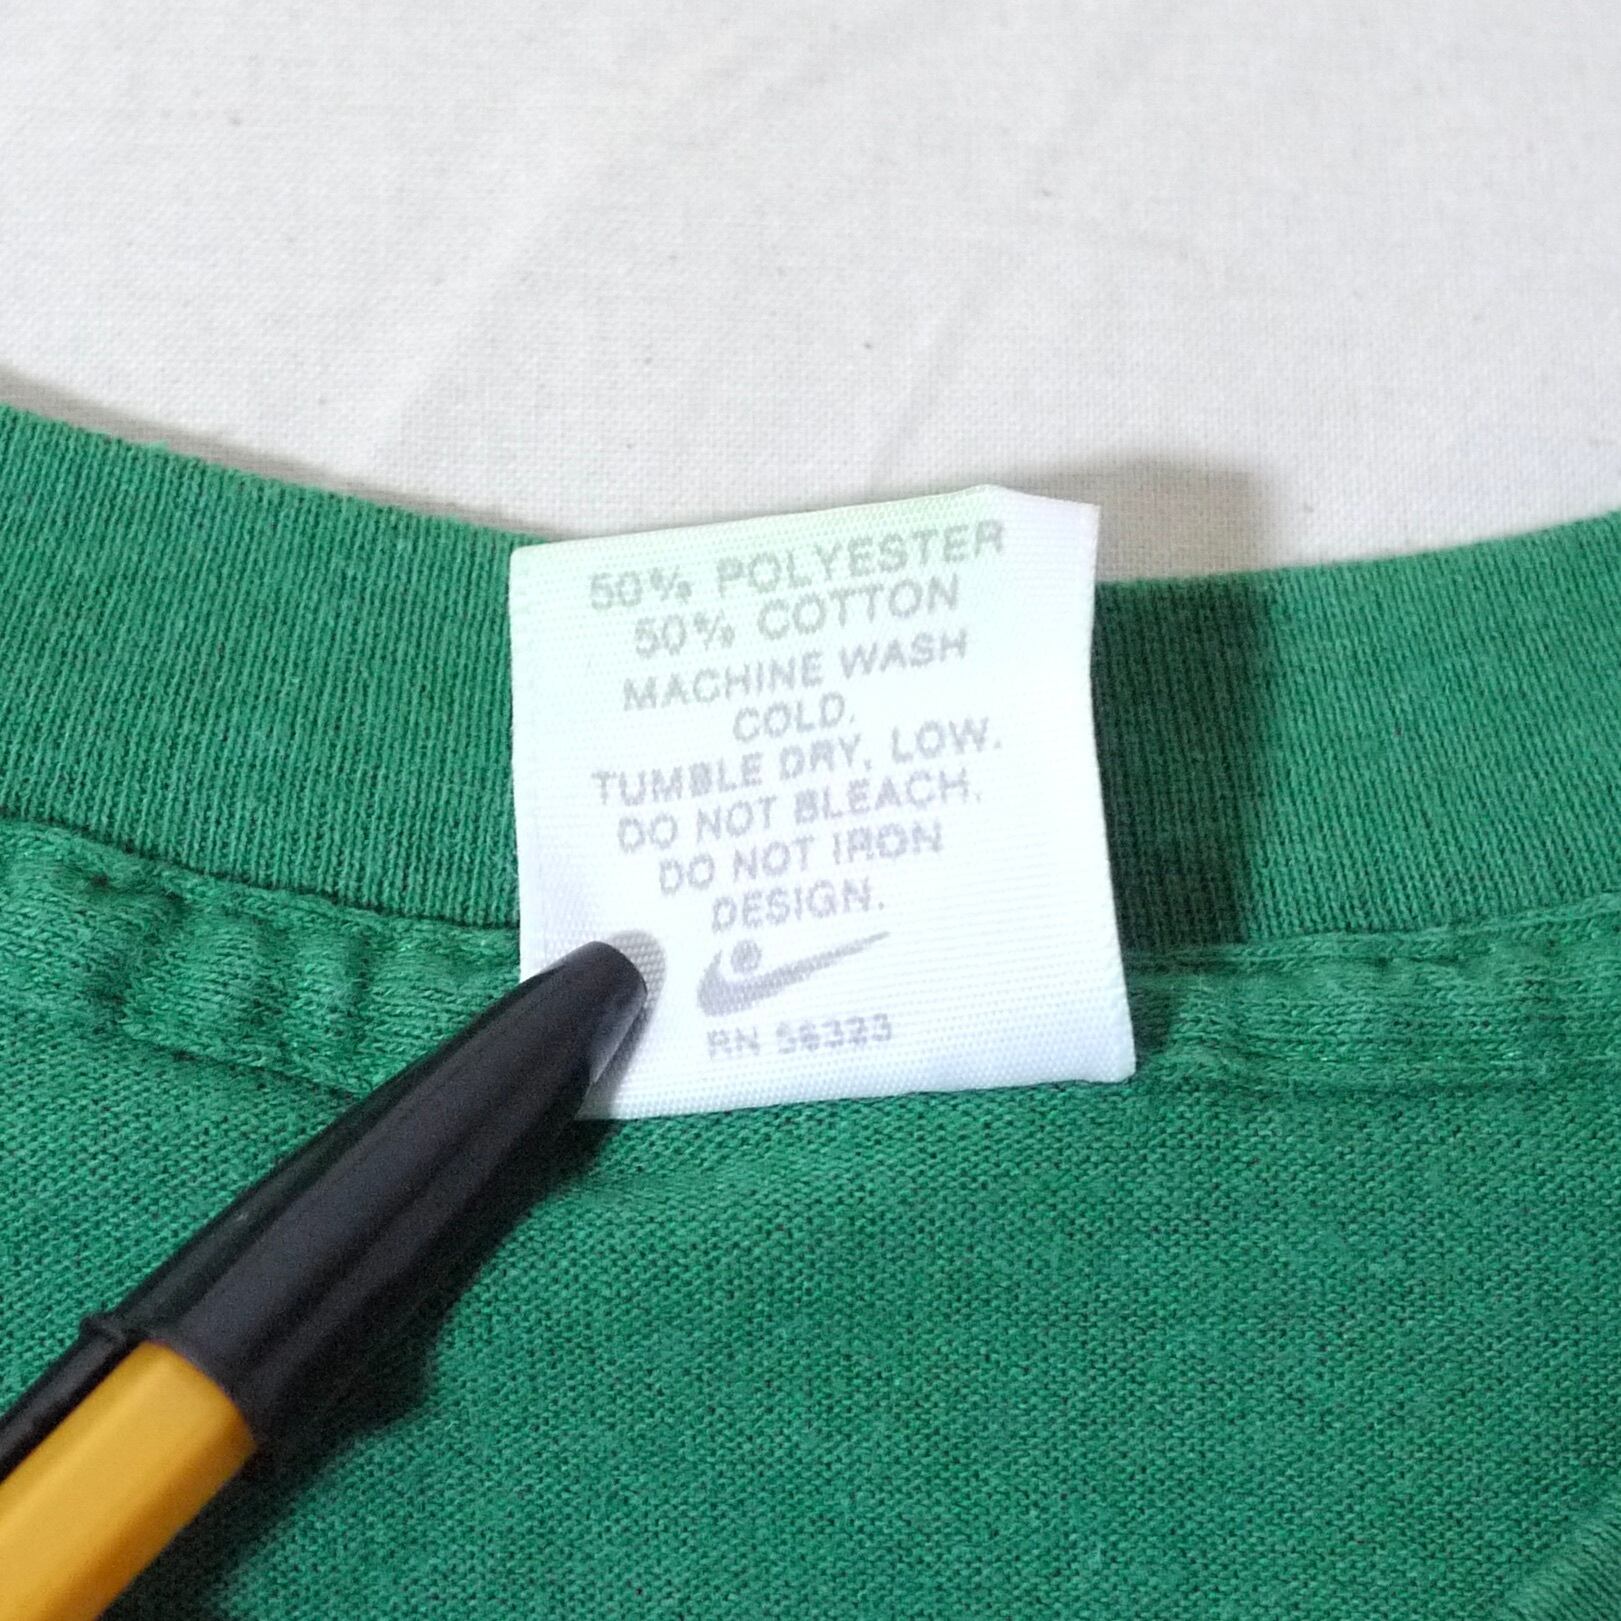 50% POLYESTER
50% COTTON
MACHINE WASH
COLD.
TUMBLE DRY, LOW.
DO NOT BLEACH.
DO NOT IRON
DESIGN.
®
RN 56323